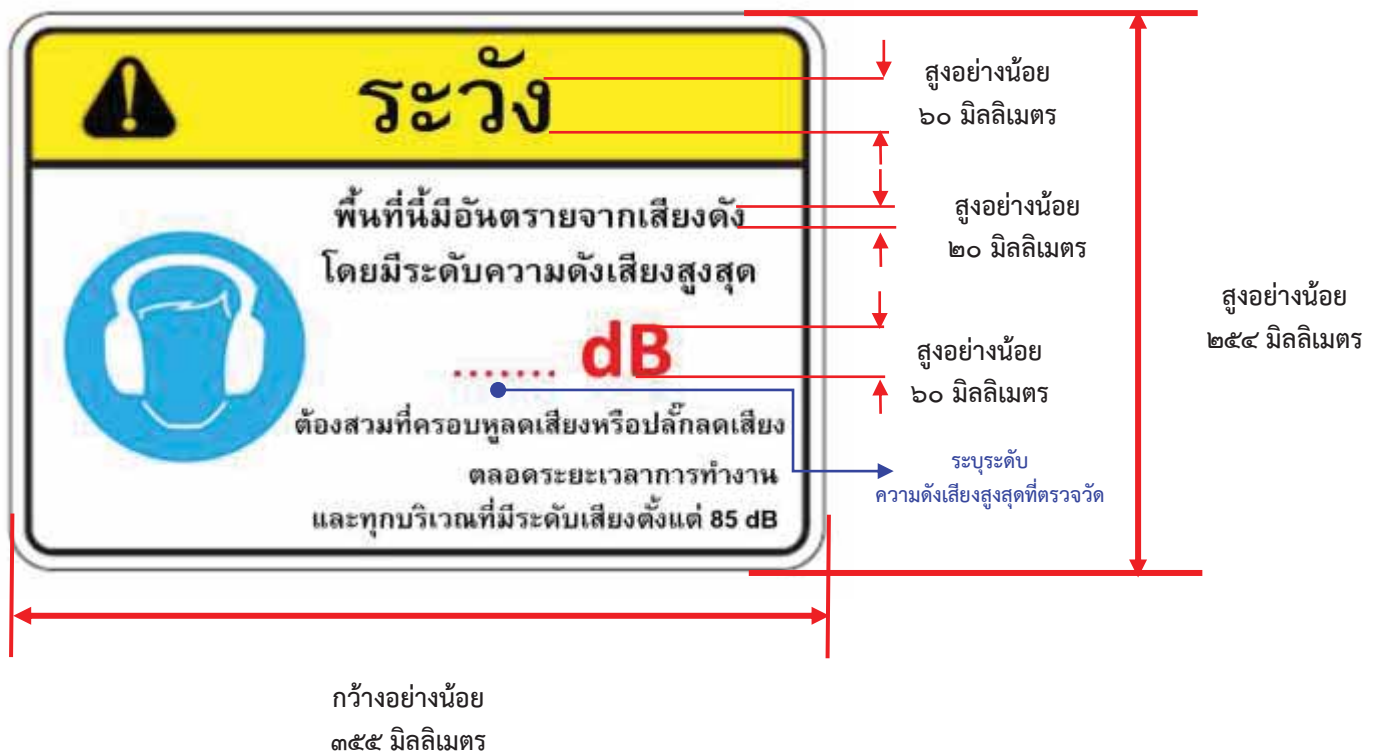 ระวัง
พื้นที่นี้มีอันตรายจากเสียงดัง
โดยมีระดับความดังเสียงสูงสุด
....... dB
ต้องสวมที่ครอบหูลดเสียงหรือปลั๊กลดเสียง
ตลอดระยะเวลาการทำงาน
และทุกบริเวณที่มีระดับเสียงตั้งแต่ 85 dB
สูงอย่างน้อย
๖๐ มิลลิเมตร
สูงอย่างน้อย
๒๐ มิลลิเมตร
สูงอย่างน้อย
๖๐ มิลลิเมตร
ระบุระดับ
ความดังเสียงสูงสุดที่ตรวจวัด
สูงอย่างน้อย
๒๕๔ มิลลิเมตร
กว้างอย่างน้อย
๓๕๕ มิลลิเมตร